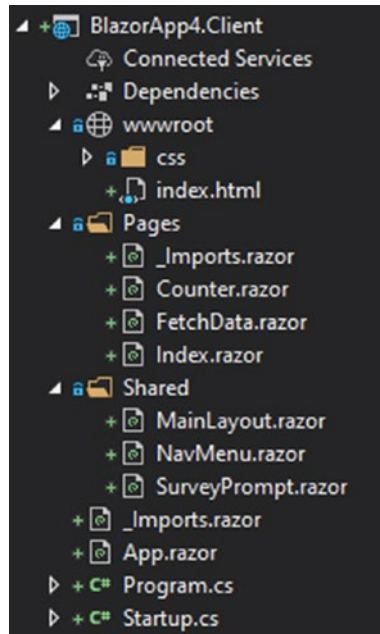 BlazorApp4.Client
Connected Services
Dependencies
wwwroot
css
index.html
Pages
_Imports.razor
Counter.razor
FetchData.razor
Index.razor
Shared
MainLayout.razor
NavMenu.razor
SurveyPrompt.razor
_Imports.razor
App.razor
C# Program.cs
C# Startup.cs